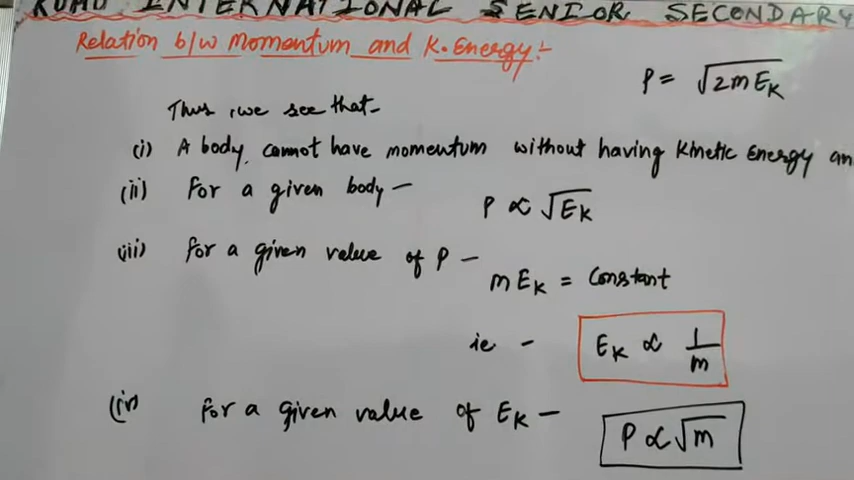 INTERNATIONAL SENIOR SECONDARY
Relation b/w Momentum and K.Energy:-
P = √2mEK
Thus, we see that-
(i) A body cannot have momentum without having Kinetic Energy an
(ii) For a given body —
P ∝ √EK
(iii) for a given value of P —
mEK = Constant
ie - EK ∝ 1/m
(iv) for a given value of EK —
P ∝ √m